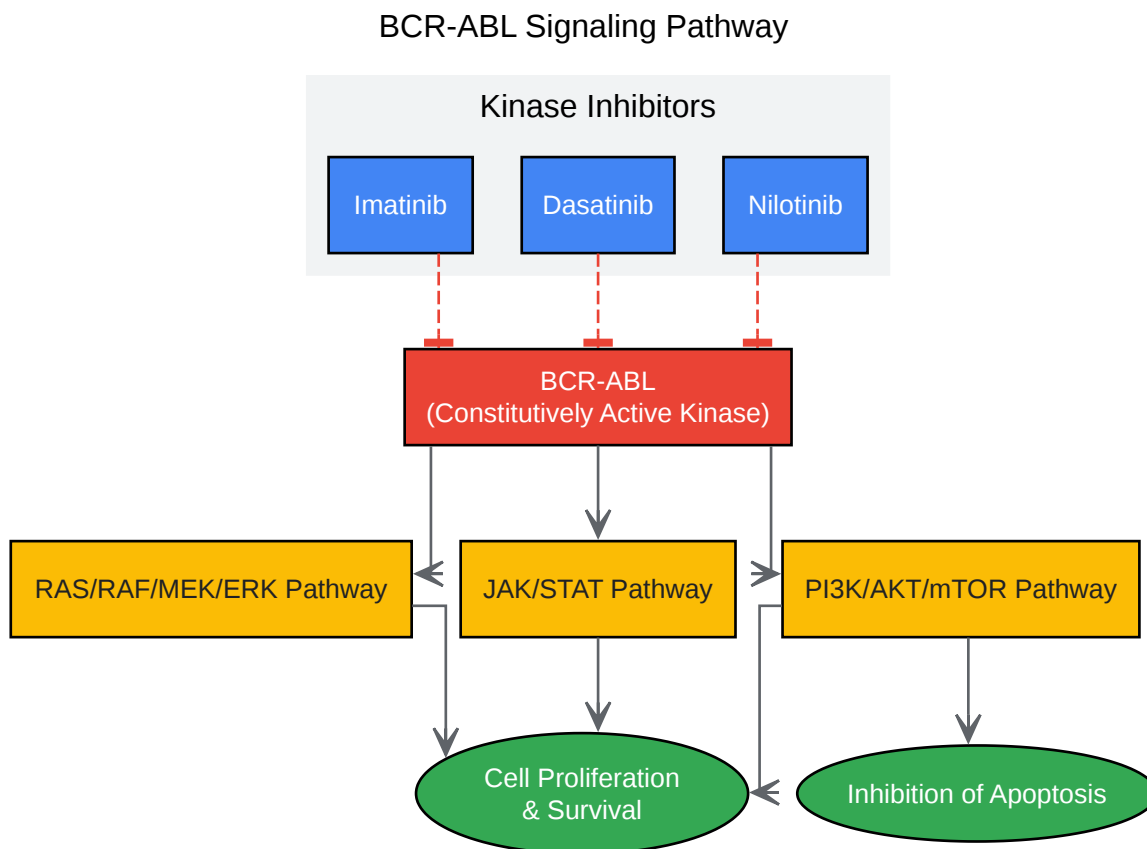 BCR-ABL Signaling Pathway
Kinase Inhibitors
Imatinib
Dasatinib
Nilotinib
BCR-ABL
(Constitutively Active Kinase)
RAS/RAF/MEK/ERK Pathway
JAK/STAT Pathway
PI3K/AKT/mTOR Pathway
Cell Proliferation
& Survival
Inhibition of Apoptosis